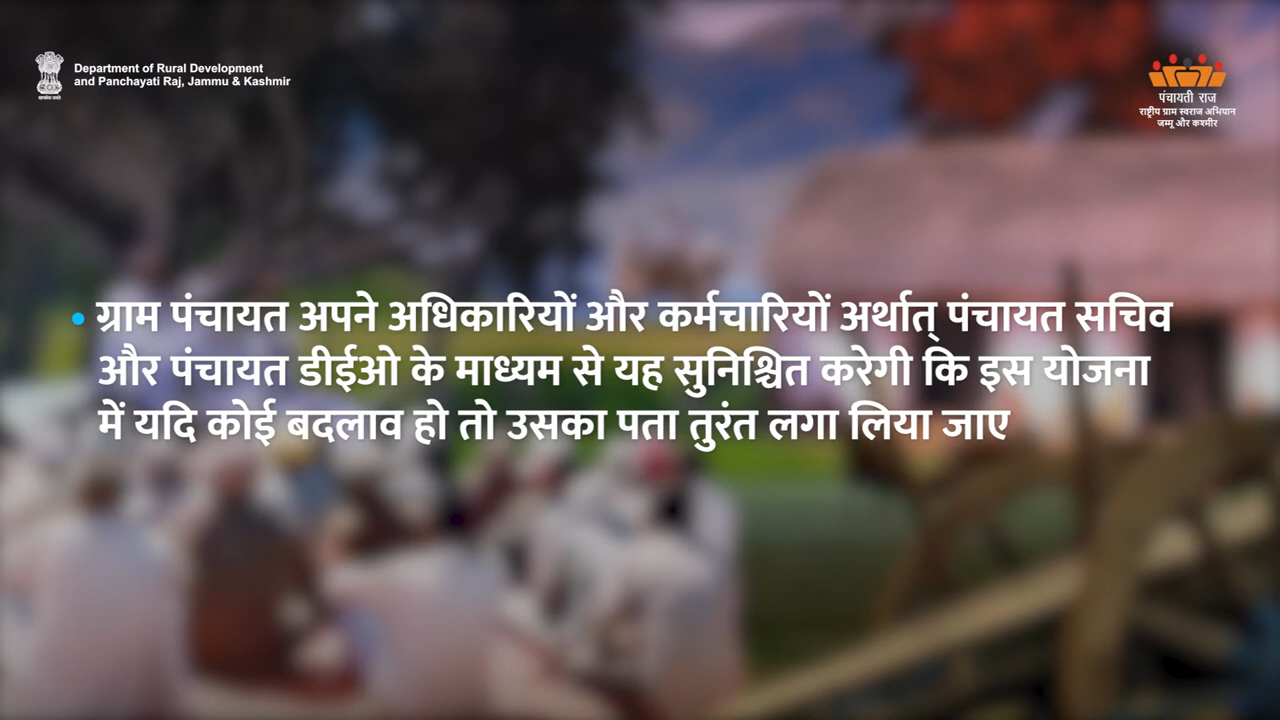 Department of Rural Development
and Panchayati Raj, Jammu & Kashmir
पंचायती राज
राष्ट्रीय ग्राम स्वराज अभियान
जम्मू और कश्मीर
• ग्राम पंचायत अपने अधिकारियों और कर्मचारियों अर्थात् पंचायत सचिव
और पंचायत डीईओ के माध्यम से यह सुनिश्चित करेगी कि इस योजना
में यदि कोई बदलाव हो तो उसका पता तुरंत लगा लिया जाए